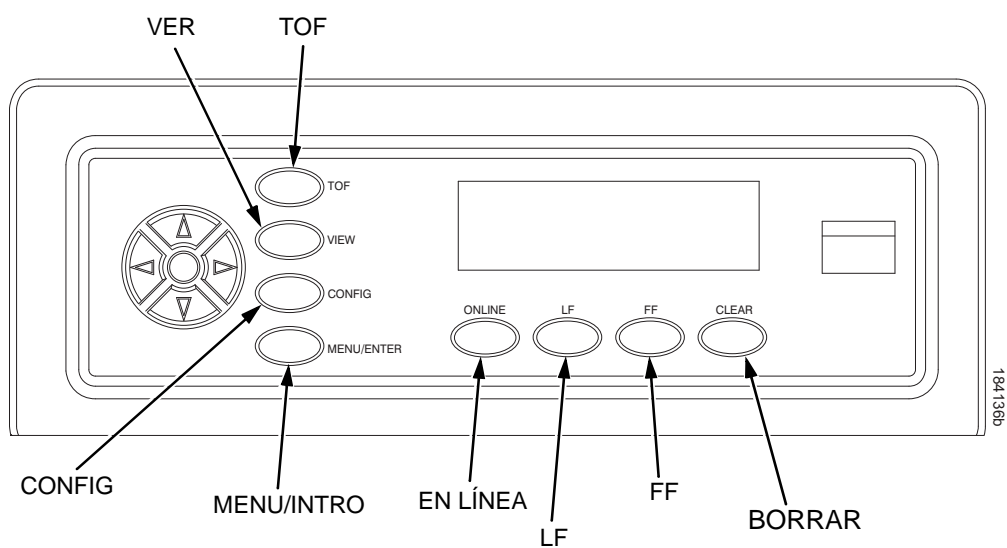 VER
TOF
TOF
VIEW
CONFIG
MENU/ENTER
ONLINE
LF
FF
CLEAR
184136b
CONFIG
MENU/INTRO
EN LÍNEA
LF
FF
BORRAR